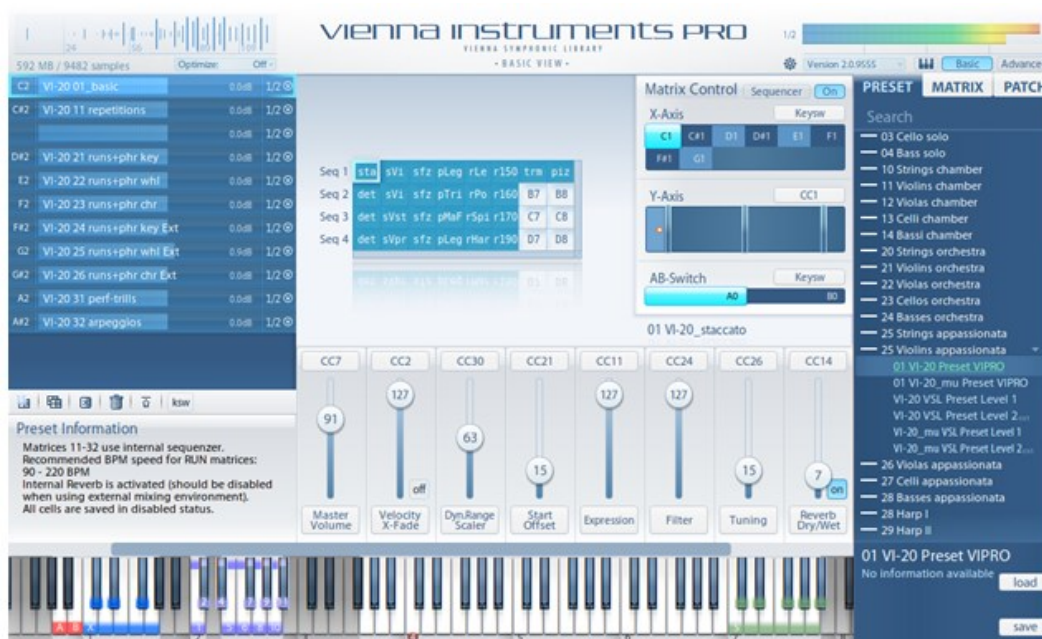 VIENNA INSTRUMENTS PRO
VIENNA SYMPHONIC LIBRARY
- BASIC VIEW -
1/2
24 56
592 MB / 9482 samples Optimize: Off
Version 2.0.9555 Basic Advance
C2 VI-20 01_basic 0.0dB 1/2
C#2 VI-20 11 repetitions 0.0dB 1/2
0.0dB 1/2
D#2 VI-20 21 runs+phr key 0.0dB 1/2
E2 VI-20 22 runs+phr whl 0.0dB 1/2
F2 VI-20 23 runs+phr chr 0.0dB 1/2
F#2 VI-20 24 runs+phr key Ext 0.0dB 1/2
G2 VI-20 25 runs+phr whl Ext 0.9dB 1/2
G#2 VI-20 26 runs+phr chr Ext 0.0dB 1/2
A2 VI-20 31 perf-trills 0.0dB 1/2
A#2 VI-20 32 arpeggios 0.0dB 1/2
ksw
Preset Information
Matrices 11-32 use internal sequenzer.
Recommended BPM speed for RUN matrices:
90 - 220 BPM
Internal Reverb is activated (should be disabled
when using external mixing environment).
All cells are saved in disabled status.
Seq 1 sta sVi sfz pLeg rLe r150 trm piz
Seq 2 det sVi sfz pTri rPo r160 B7 B8
Seq 3 det sVst sfz pMaF rSpi r170 C7 C8
Seq 4 det sVpr sfz pLeg rHar r190 D7 D8
Matrix Control Sequencer On
X-Axis Keysw
C1 C#1 D1 D#1 E1 F1
F#1 G1
Y-Axis CC1
AB-Switch Keysw
A0 B0
01 VI-20_staccato
CC7 CC2 CC30 CC21 CC11 CC24 CC26 CC14
91 127 63 15 127 127 15 7
off on
Master Volume
Velocity X-Fade
Dyn.Range Scaler
Start Offset
Expression
Filter
Tuning
Reverb Dry/Wet
PRESET MATRIX PATCH
Search
03 Cello solo
04 Bass solo
10 Strings chamber
11 Violins chamber
12 Violas chamber
13 Celli chamber
14 Bassi chamber
20 Strings orchestra
21 Violins orchestra
22 Violas orchestra
23 Cellos orchestra
24 Basses orchestra
25 Strings appassionata
25 Violins appassionata
01 VI-20 Preset VIPRO
01 VI-20_mu Preset VIPRO
VI-20 VSL Preset Level 1
VI-20 VSL Preset Level 2...
VI-20_mu VSL Preset Level 1
VI-20_mu VSL Preset Level 2...
26 Violas appassionata
27 Celli appassionata
28 Basses appassionata
28 Harp I
29 Harp II
01 VI-20 Preset VIPRO
No information available
load
save
A B X